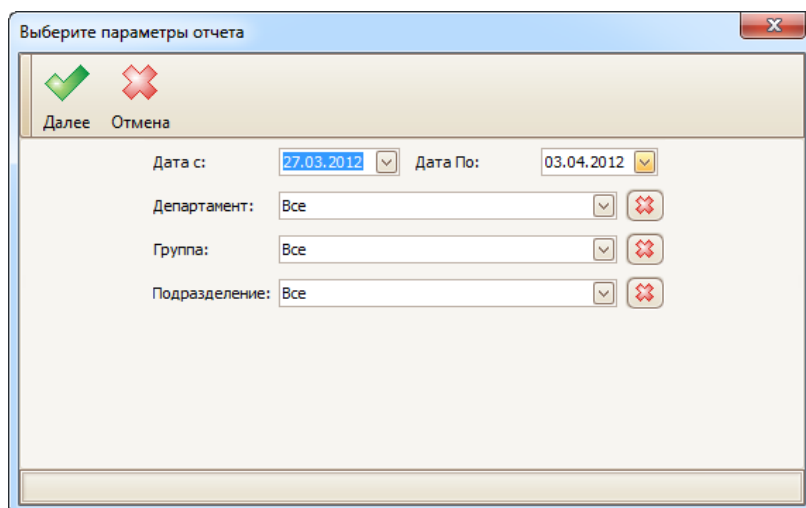 Выберите параметры отчета
Далее Отмена
Дата с: 27.03.2012 Дата По: 03.04.2012
Департамент: Все
Группа: Все
Подразделение: Все